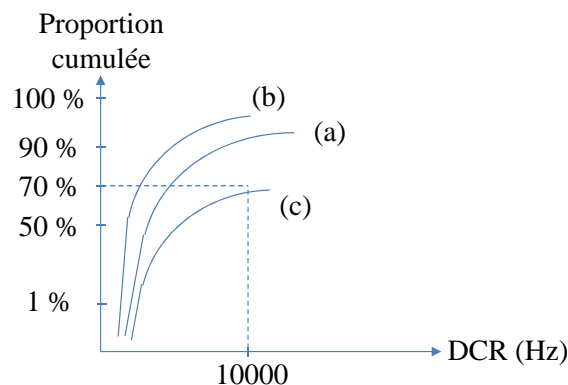 Proportion
cumulée
100 %
(b)
(a)
90 %
70 %
(c)
50 %
1 %
DCR (Hz)
10000